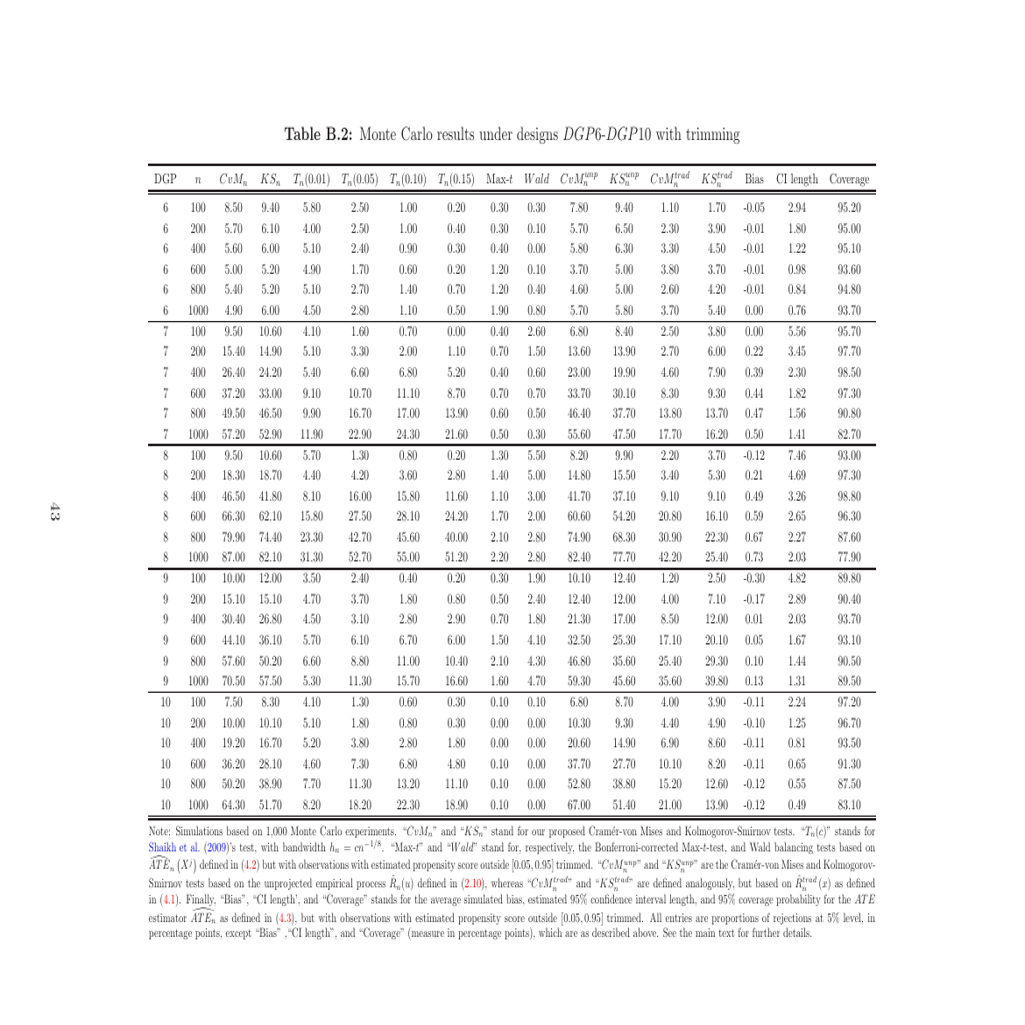 Table B.2: Monte Carlo results under designs DGP6-DGP10 with trimming
DGP n CvMₙ KSₙ Tₙ(0.01) Tₙ(0.05) Tₙ(0.10) Tₙ(0.15) Max-t Wald CvMₙ^unp KSₙ^unp CvMₙ^trad KSₙ^trad Bias CI length Coverage
6 100 8.50 9.40 5.80 2.50 1.00 0.20 0.30 0.30 7.80 9.40 1.10 1.70 -0.05 2.94 95.20
6 200 5.70 6.10 4.00 2.50 1.00 0.40 0.30 0.10 5.70 6.50 2.30 3.90 -0.01 1.80 95.00
6 400 5.60 6.00 5.10 2.40 0.90 0.30 0.40 0.00 5.80 6.30 3.30 4.50 -0.01 1.22 95.10
6 600 5.00 5.20 4.90 1.70 0.60 0.20 1.20 0.10 3.70 5.00 3.80 3.70 -0.01 0.98 93.60
6 800 5.40 5.20 5.10 2.70 1.40 0.70 1.20 0.40 4.60 5.00 2.60 4.20 -0.01 0.84 94.80
6 1000 4.90 6.00 4.50 2.80 1.10 0.50 1.90 0.80 5.70 5.80 3.70 5.40 0.00 0.76 93.70
7 100 9.50 10.60 4.10 1.60 0.70 0.00 0.40 2.60 6.80 8.40 2.50 3.80 0.00 5.56 95.70
7 200 15.40 14.90 5.10 3.30 2.00 1.10 0.70 1.50 13.60 13.90 2.70 6.00 0.22 3.45 97.70
7 400 26.40 24.20 5.40 6.60 6.80 5.20 0.40 0.60 23.00 19.90 4.60 7.90 0.39 2.30 98.50
7 600 37.20 33.00 9.10 10.70 11.10 8.70 0.70 0.70 33.70 30.10 8.30 9.30 0.44 1.82 97.30
7 800 49.50 46.50 9.90 16.70 17.00 13.90 0.60 0.50 46.40 37.70 13.80 13.70 0.47 1.56 90.80
7 1000 57.20 52.90 11.90 22.90 24.30 21.60 0.50 0.30 55.60 47.50 17.70 16.20 0.50 1.41 82.70
8 100 9.50 10.60 5.70 1.30 0.80 0.20 1.30 5.50 8.20 9.90 2.20 3.70 -0.12 7.46 93.00
8 200 18.30 18.70 4.40 4.20 3.60 2.80 1.40 5.00 14.80 15.50 3.40 5.30 0.21 4.69 97.30
8 400 46.50 41.80 8.10 16.00 15.80 11.60 1.10 3.00 41.70 37.10 9.10 9.10 0.49 3.26 98.80
8 600 66.30 62.10 15.80 27.50 28.10 24.20 1.70 2.00 60.60 54.20 20.80 16.10 0.59 2.65 96.30
8 800 79.90 74.40 23.30 42.70 45.60 40.00 2.10 2.80 74.90 68.30 30.90 22.30 0.67 2.27 87.60
8 1000 87.00 82.10 31.30 52.70 55.00 51.20 2.20 2.80 82.40 77.70 42.20 25.40 0.73 2.03 77.90
9 100 10.00 12.00 3.50 2.40 0.40 0.20 0.30 1.90 10.10 12.40 1.20 2.50 -0.30 4.82 89.80
9 200 15.10 15.10 4.70 3.70 1.80 0.80 0.50 2.40 12.40 12.00 4.00 7.10 -0.17 2.89 90.40
9 400 30.40 26.80 4.50 3.10 2.80 2.90 0.70 1.80 21.30 17.00 8.50 12.00 0.01 2.03 93.70
9 600 44.10 36.10 5.70 6.10 6.70 6.00 1.50 4.10 32.50 25.30 17.10 20.10 0.05 1.67 93.10
9 800 57.60 50.20 6.60 8.80 11.00 10.40 2.10 4.30 46.80 35.60 25.40 29.30 0.10 1.44 90.50
9 1000 70.50 57.50 5.30 11.30 15.70 16.60 1.60 4.70 59.30 45.60 35.60 39.80 0.13 1.31 89.50
10 100 7.50 8.30 4.10 1.30 0.60 0.30 0.10 0.10 6.80 8.70 4.00 3.90 -0.11 2.24 97.20
10 200 10.00 10.10 5.10 1.80 0.80 0.30 0.00 0.00 10.30 9.30 4.40 4.90 -0.10 1.25 96.70
10 400 19.20 16.70 5.20 3.80 2.80 1.80 0.00 0.00 20.60 14.90 6.90 8.60 -0.11 0.81 93.50
10 600 36.20 28.10 4.60 7.30 6.80 4.80 0.10 0.00 37.70 27.70 10.10 8.20 -0.11 0.65 91.30
10 800 50.20 38.90 7.70 11.30 13.20 11.10 0.10 0.00 52.80 38.80 15.20 12.60 -0.12 0.55 87.50
10 1000 64.30 51.70 8.20 18.20 22.30 18.90 0.10 0.00 67.00 51.40 21.00 13.90 -0.12 0.49 83.10
Note: Simulations based on 1,000 Monte Carlo experiments. “CvMₙ” and “KSₙ” stand for our proposed Cramér-von Mises and Kolmogorov-Smirnov tests. “Tₙ(c)” stands for
Shaikh et al. (2009)’s test, with bandwidth hₙ = cn^−1/8. “Max-t” and “Wald” stand for, respectively, the Bonferroni-corrected Max-t-test, and Wald balancing tests based on
ATEₙ (X^j) defined in (4.2) but with observations with estimated propensity score outside [0.05, 0.95] trimmed. “CvMₙ^unp” and “KSₙ^unp” are the Cramér-von Mises and Kolmogorov-
Smirnov tests based on the unprojected empirical process R̂ₙ(u) defined in (2.10), whereas “CvMₙ^trad” and “KSₙ^trad” are defined analogously, but based on R̂ₙ^trad (x) as defined
in (4.1). Finally, “Bias”, “CI length’, and “Coverage” stands for the average simulated bias, estimated 95% confidence interval length, and 95% coverage probability for the ATE
estimator ATEₙ as defined in (4.3), but with observations with estimated propensity score outside [0.05, 0.95] trimmed. All entries are proportions of rejections at 5% level, in
percentage points, except “Bias” ,“CI length”, and “Coverage” (measure in percentage points), which are as described above. See the main text for further details.
43